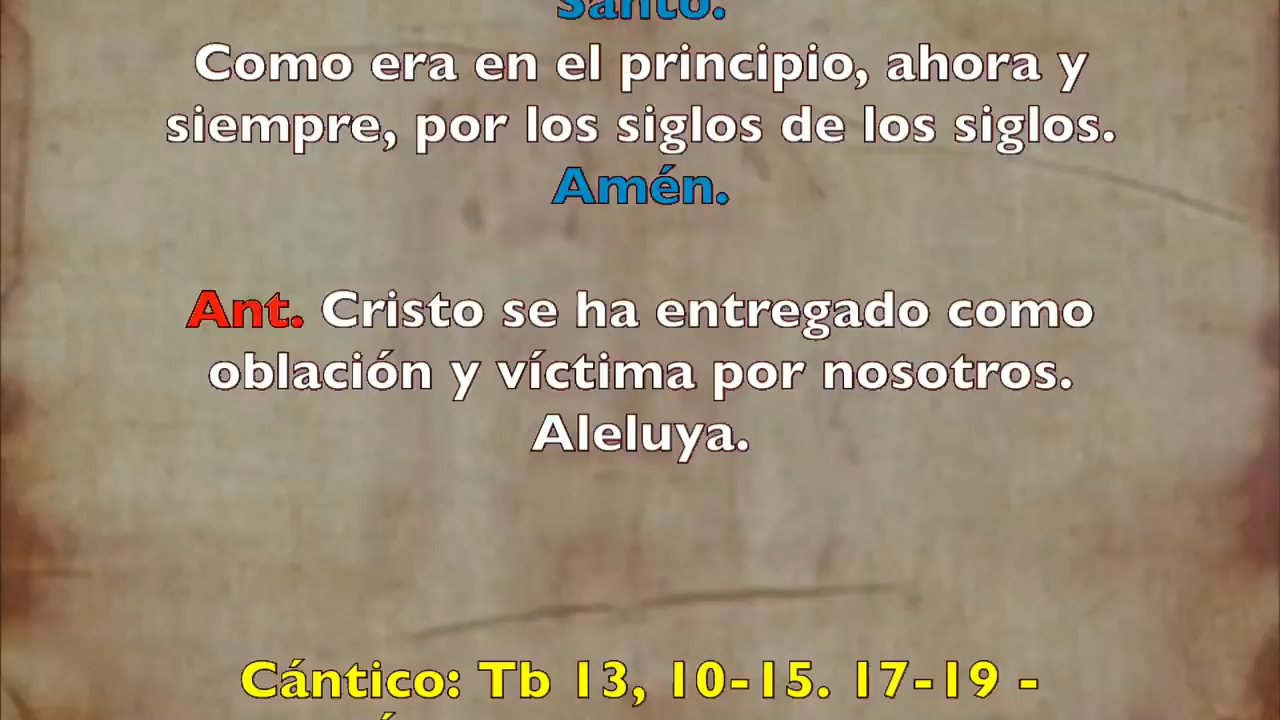 Santo.
Como era en el principio, ahora y
siempre, por los siglos de los siglos.
Amén.
Ant. Cristo se ha entregado como
oblación y víctima por nosotros.
Aleluya.
Cántico: Tb 13, 10-15. 17-19 -